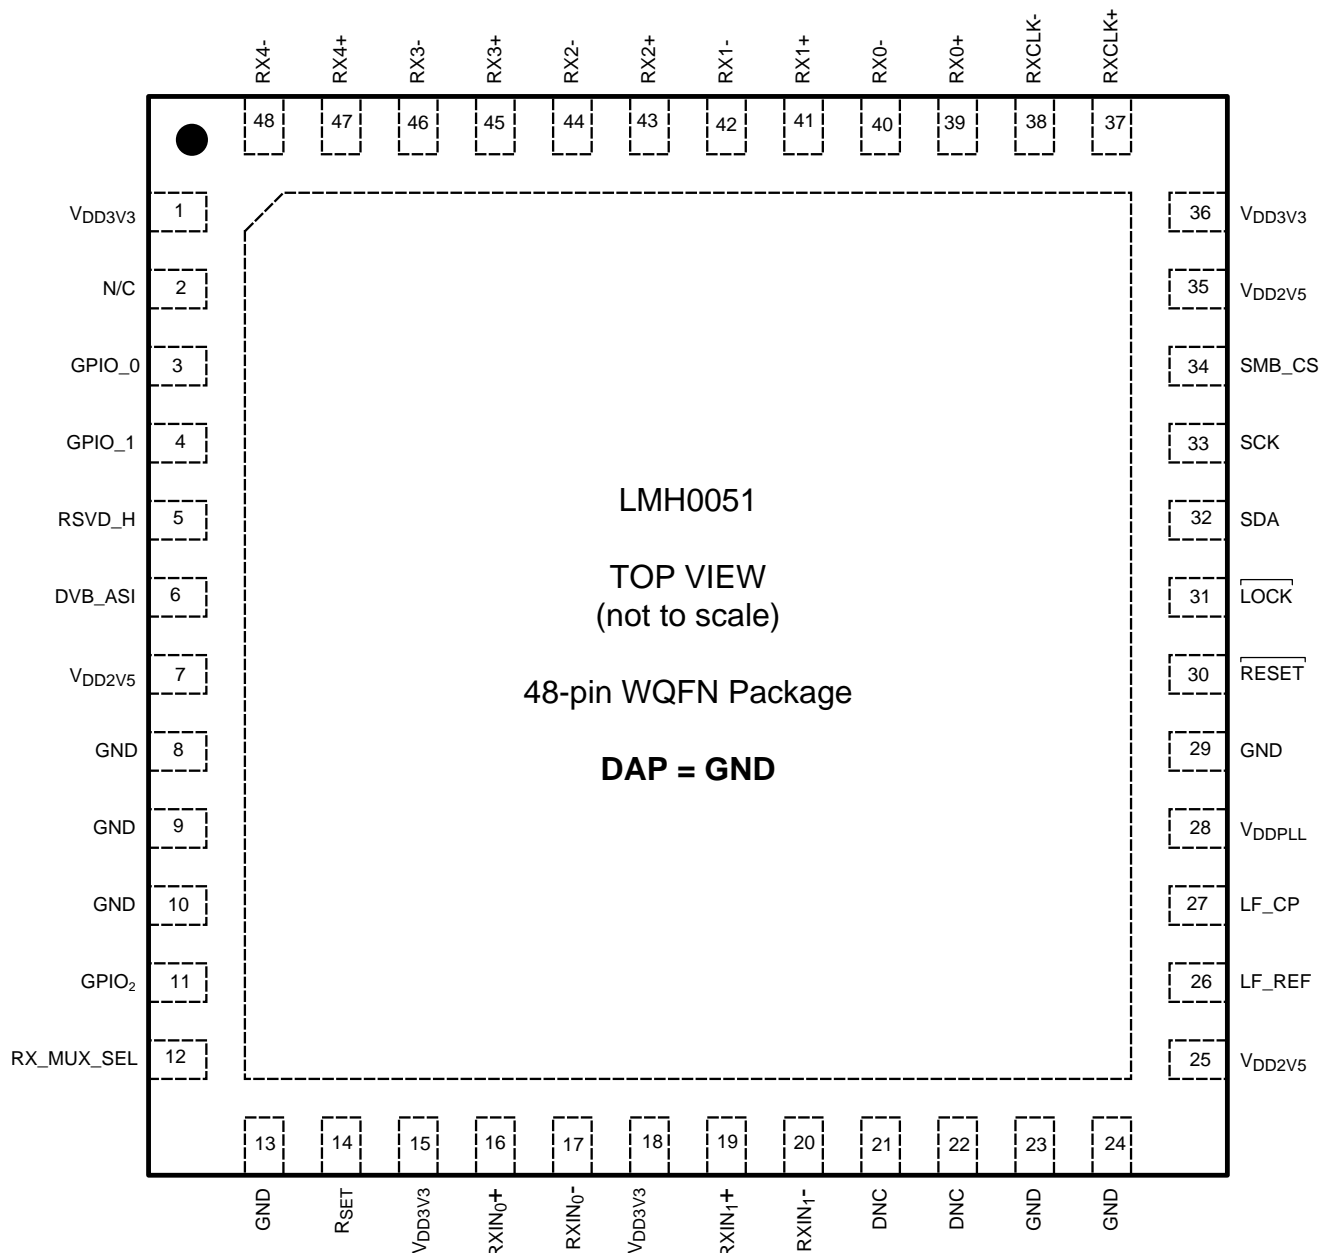 RX4-
RX4+
RX3-
RX3+
RX2-
RX2+
RX1-
RX1+
RX0-
RX0+
RXCLK-
RXCLK+
48
47
46
45
44
43
42
41
40
39
38
37
VDD3V3 1
N/C 2
GPIO_0 3
GPIO_1 4
RSVD_H 5
DVB_ASI 6
VDD2V5 7
GND 8
GND 9
GND 10
GPIO2 11
RX_MUX_SEL 12
LMH0051
TOP VIEW
(not to scale)
48-pin WQFN Package
DAP = GND
36 VDD3V3
35 VDD2V5
34 SMB_CS
33 SCK
32 SDA
31 LOCK
30 RESET
29 GND
28 VDDPLL
27 LF_CP
26 LF_REF
25 VDD2V5
13
14
15
16
17
18
19
20
21
22
23
24
GND
RSET
VDD3V3
RXIN0+
RXIN0-
VDD3V3
RXIN1+
RXIN1-
DNC
DNC
GND
GND